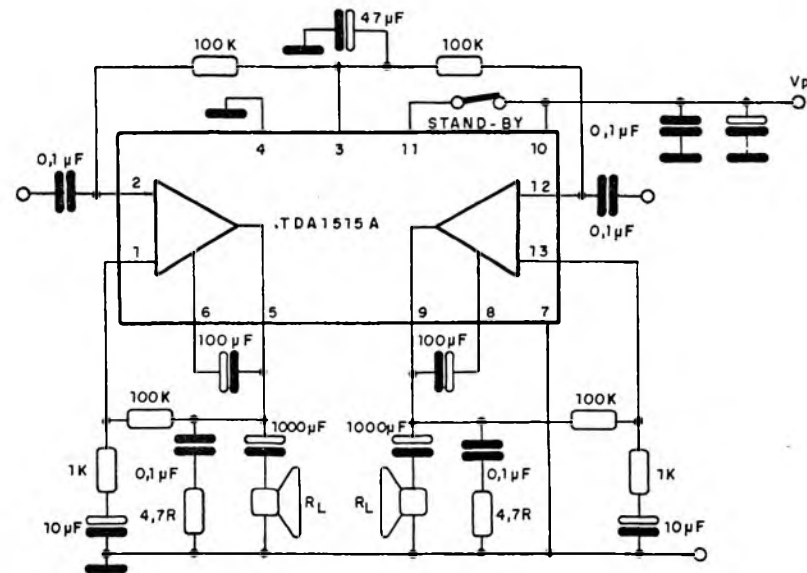 47µF
100K
100K
Vp
STAND-BY
4
3
11
10
0,1µF
0,1µF
2
12
0,1µF
.TDA1515A
1
13
6
5
9
8
7
100µF
100µF
100K
100K
1000µF
1000µF
1K
0,1µF
0,1µF
1K
RL
RL
4,7R
4,7R
10µF
10µF